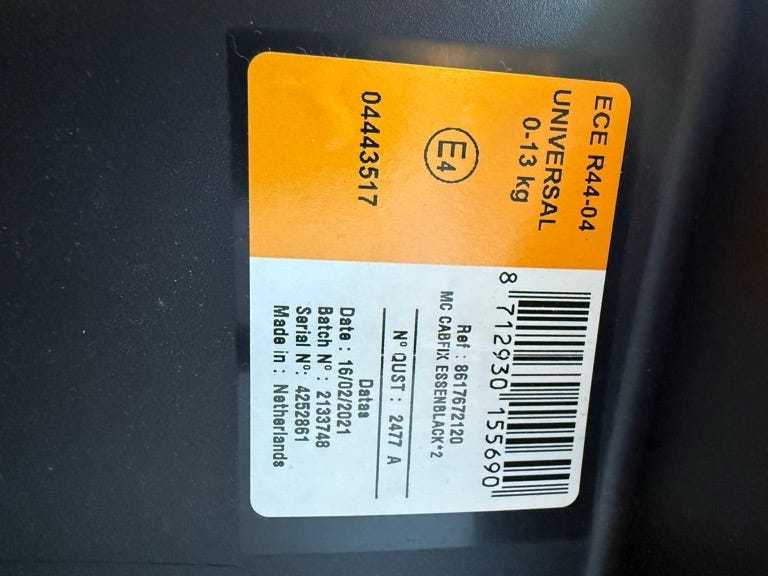 ECE R44-04
UNIVERSAL
0-13 kg
E4
04443517
8 712930 155690
Ref : 8617672120
MC CABFIX ESSENBLACK*2
N° QUST : 2477 A
Datas
Date : 16/02/2021
Batch N° : 2133748
Serial N°: 4252861
Made in : Netherlands